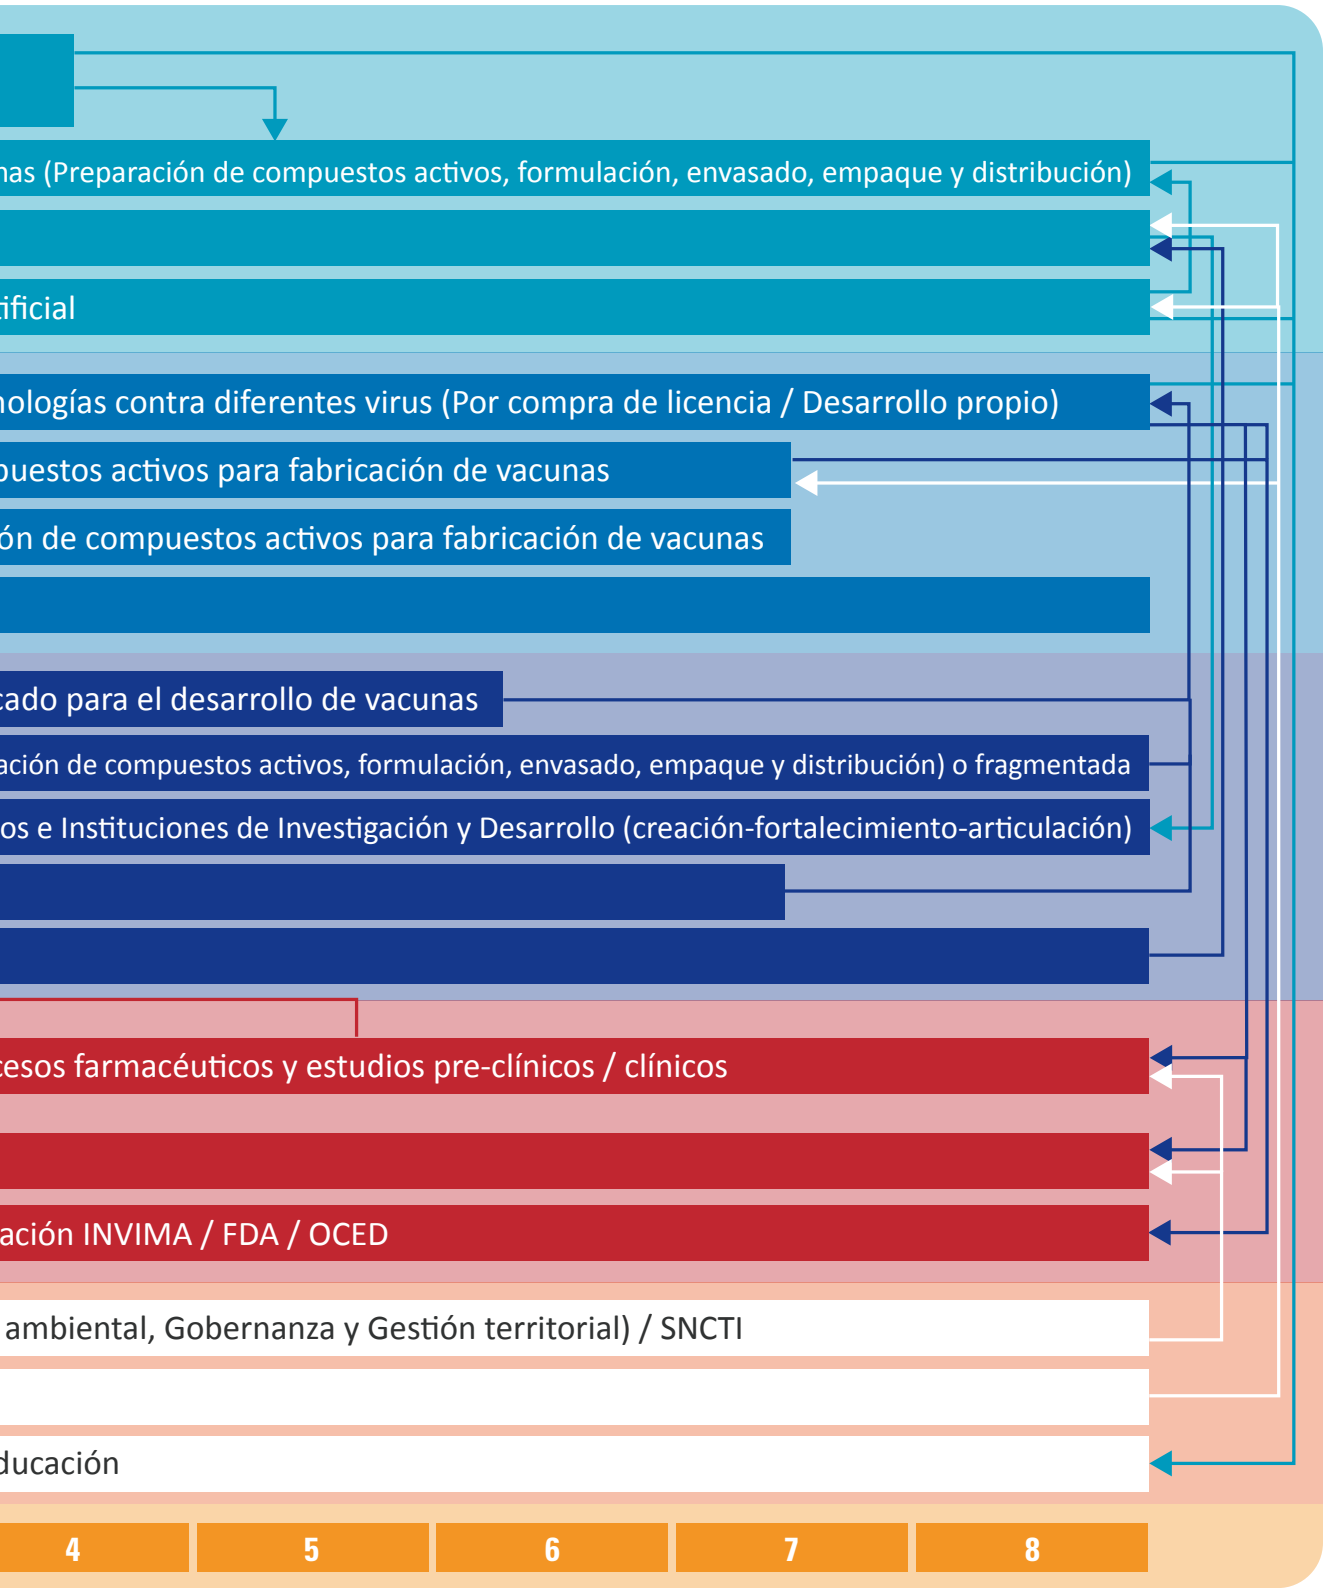 nas (Preparación de compuestos activos, formulación, envasado, empaque y distribución)
tificial
nologías contra diferentes virus (Por compra de licencia / Desarrollo propio)
puestos activos para fabricación de vacunas
ón de compuestos activos para fabricación de vacunas
cado para el desarrollo de vacunas
ación de compuestos activos, formulación, envasado, empaque y distribución) o fragmentada
os e Instituciones de Investigación y Desarrollo (creación-fortalecimiento-articulación)
cesos farmacéuticos y estudios pre-clínicos / clínicos
ación INVIMA / FDA / OCED
ambiental, Gobernanza y Gestión territorial) / SNCTI
ducación
4 5 6 7 8